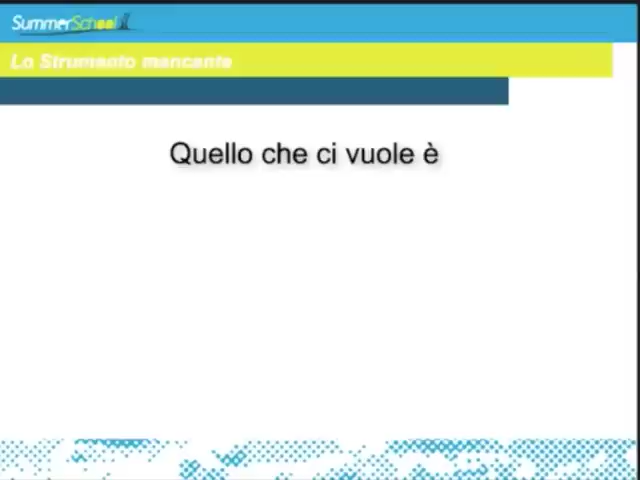 SummerSchool
Lo Strumento mancante
Quello che ci vuole è